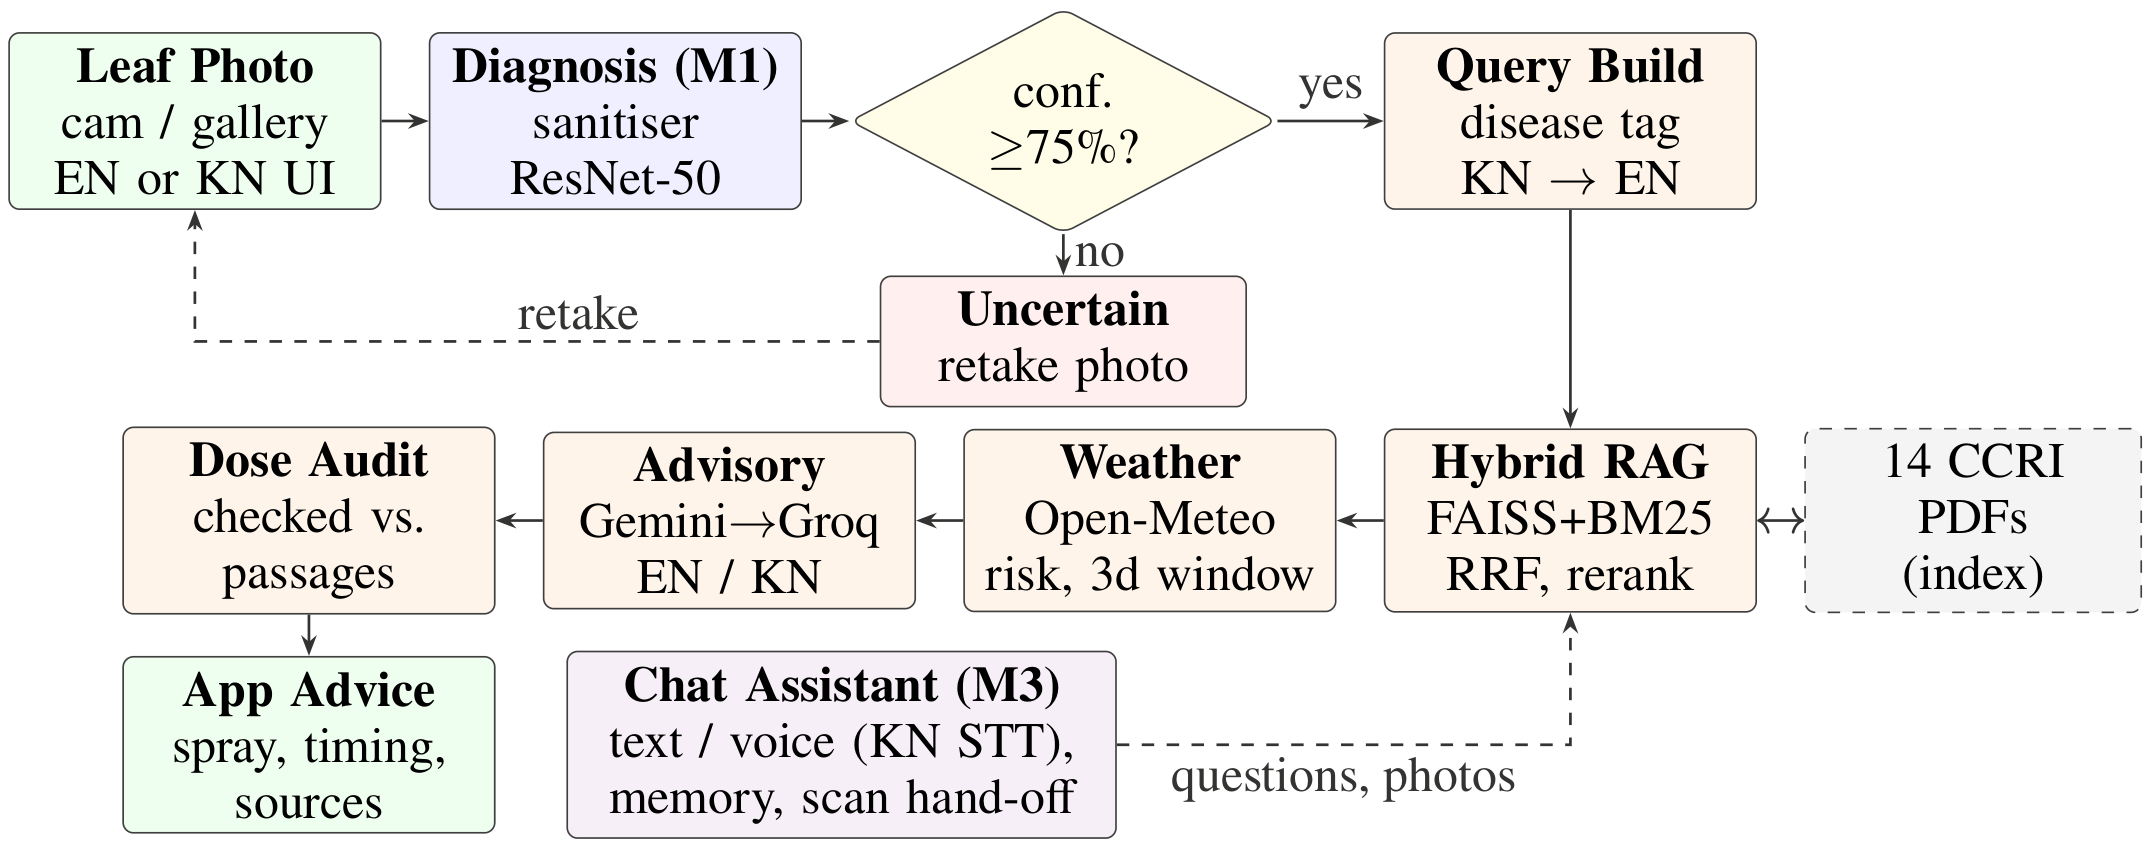 Leaf Photo
cam / gallery
EN or KN UI
Diagnosis (M1)
sanitiser
ResNet-50
conf.
≥75%?
yes
no
Query Build
disease tag
KN → EN
Uncertain
retake photo
retake
Dose Audit
checked vs.
passages
Advisory
Gemini→Groq
EN / KN
Weather
Open-Meteo
risk, 3d window
Hybrid RAG
FAISS+BM25
RRF, rerank
14 CCRI
PDFs
(index)
App Advice
spray, timing,
sources
Chat Assistant (M3)
text / voice (KN STT),
memory, scan hand-off
questions, photos